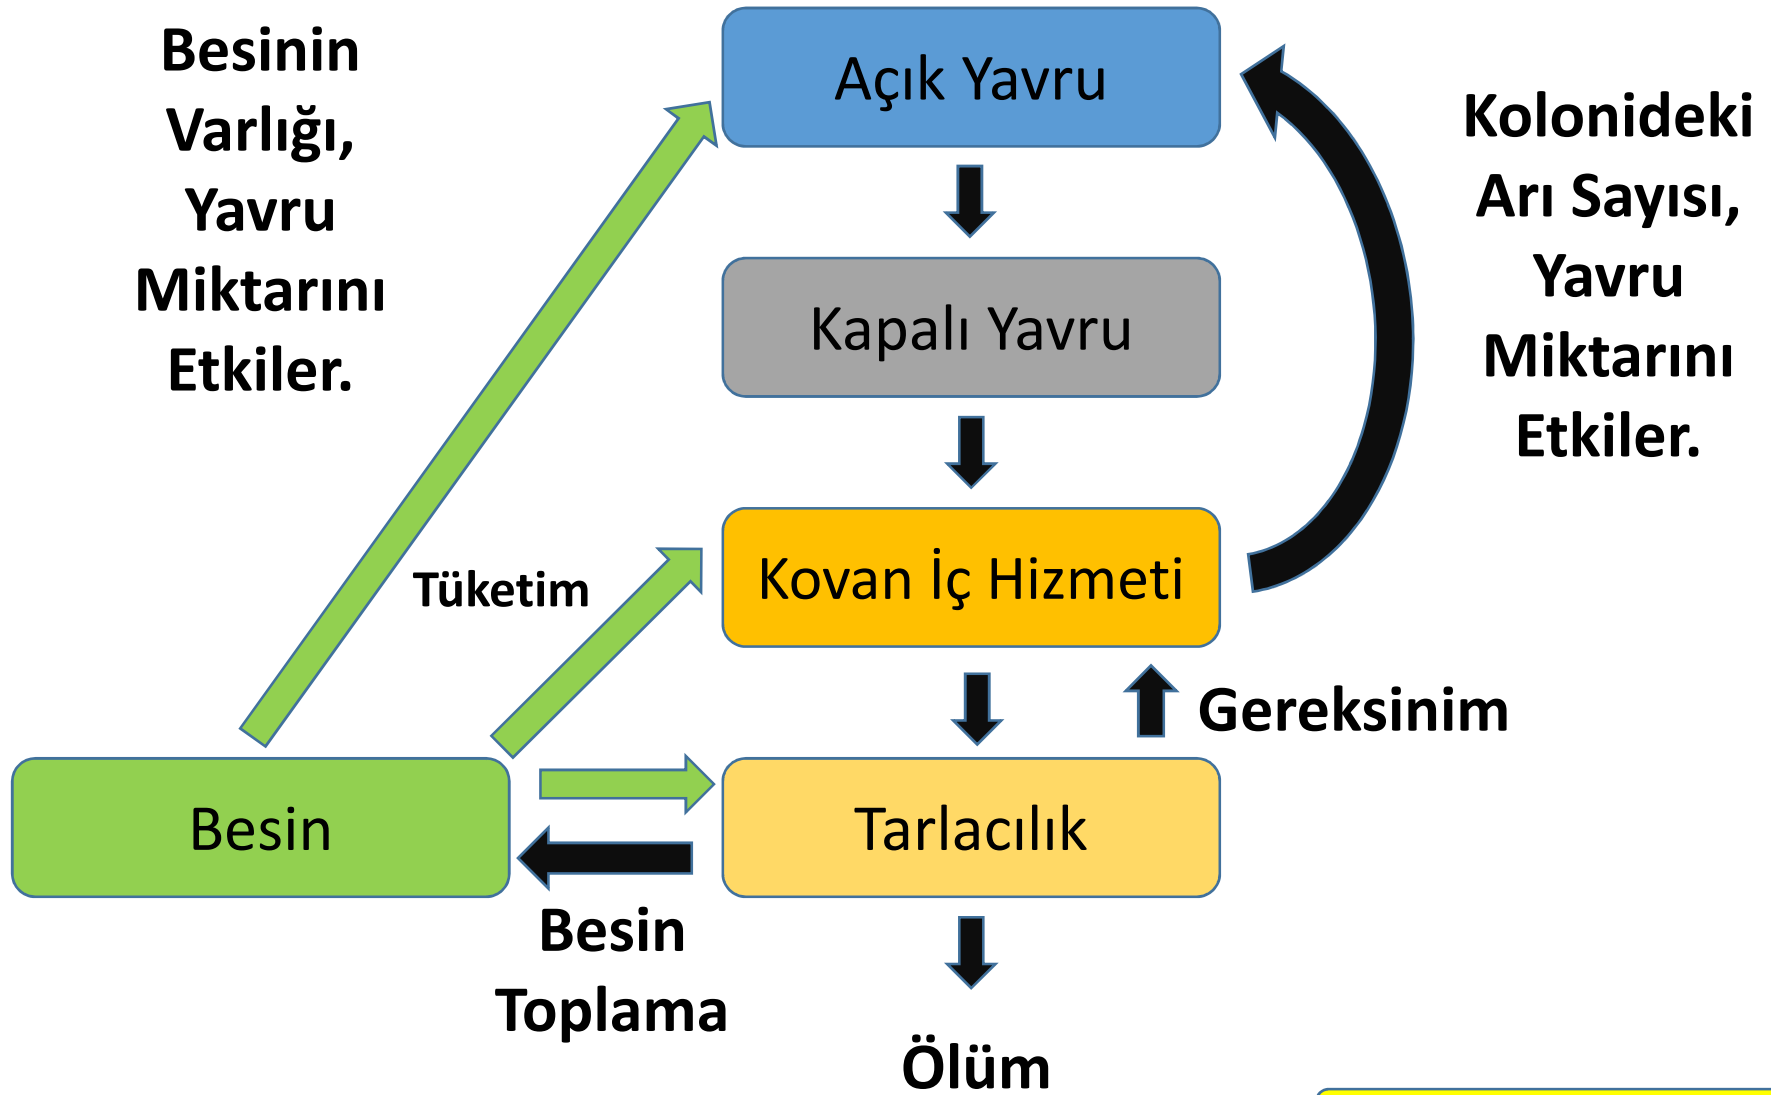 Besinin
Varlığı,
Yavru
Miktarını
Etkiler.
Açık Yavru
Kolonideki
Arı Sayısı,
Yavru
Miktarını
Etkiler.
Kapalı Yavru
Tüketim
Kovan İç Hizmeti
Gereksinim
Besin
Tarlacılık
Besin
Toplama
Ölüm